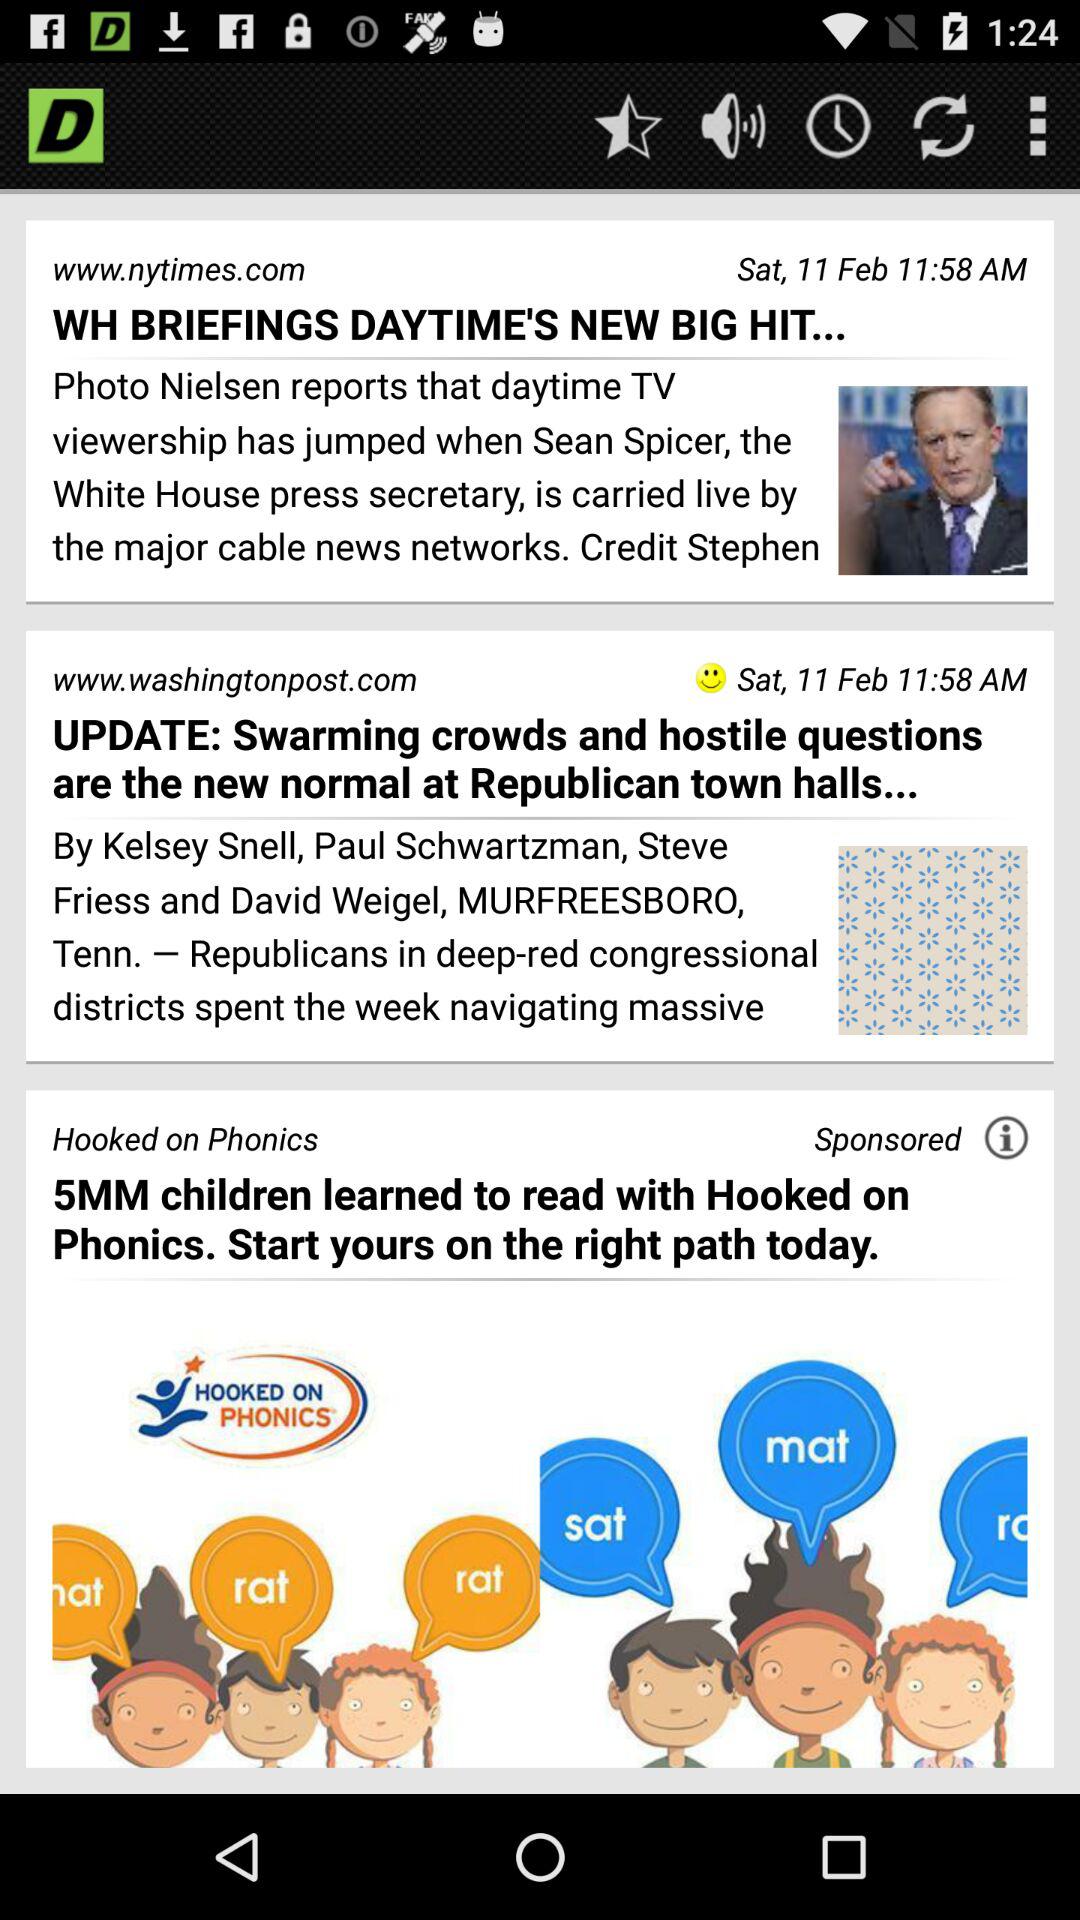 FAKE
1:24
D
www.nytimes.com Sat, 11 Feb 11:58 AM
WH BRIEFINGS DAYTIME'S NEW BIG HIT...
Photo Nielsen reports that daytime TV
viewership has jumped when Sean Spicer, the
White House press secretary, is carried live by
the major cable news networks. Credit Stephen
www.washingtonpost.com Sat, 11 Feb 11:58 AM
UPDATE: Swarming crowds and hostile questions
are the new normal at Republican town halls...
By Kelsey Snell, Paul Schwartzman, Steve
Friess and David Weigel, MURFREESBORO,
Tenn. — Republicans in deep-red congressional
districts spent the week navigating massive
Hooked on Phonics Sponsored
5MM children learned to read with Hooked on
Phonics. Start yours on the right path today.
HOOKED ON
PHONICS
rat
rat
sat
mat